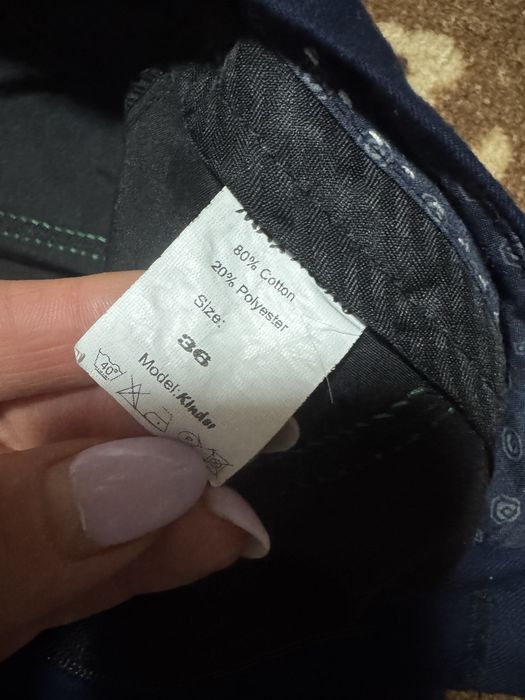 80% Cotton
20% Polyester
Size:
36
Model:Kinder
40°
P